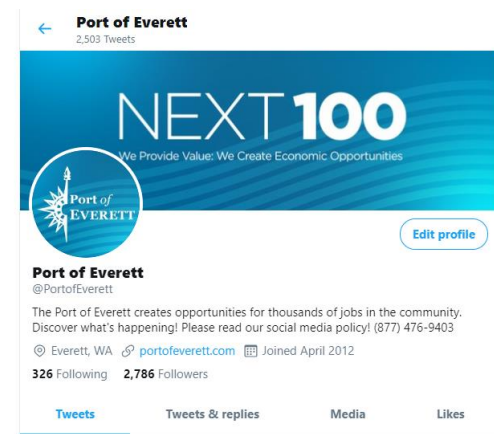 Port of Everett
2,503 Tweets
NEXT 100
We Provide Value: We Create Economic Opportunities
Port of
EVERETT
Edit profile
Port of Everett
@PortofEverett
The Port of Everett creates opportunities for thousands of jobs in the community.
Discover what's happening! Please read our social media policy! (877) 476-9403
Everett, WA portofeverett.com Joined April 2012
326 Following 2,786 Followers
Tweets Tweets & replies Media Likes